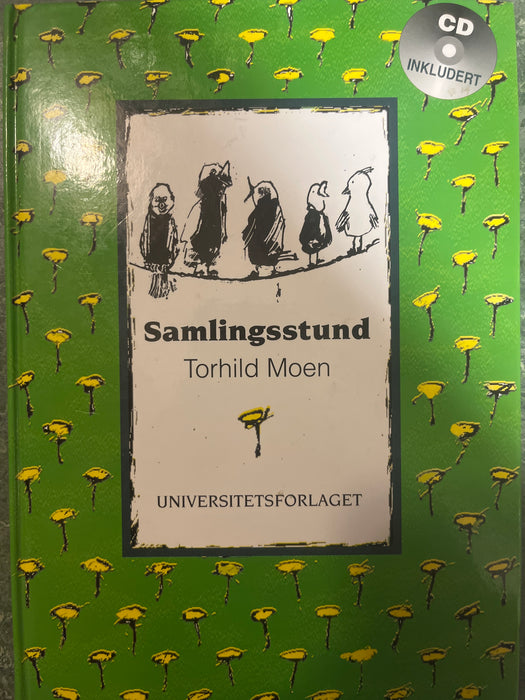 CD
INKLUDERT
Samlingsstund
Torhild Moen
UNIVERSITETSFORLAGET